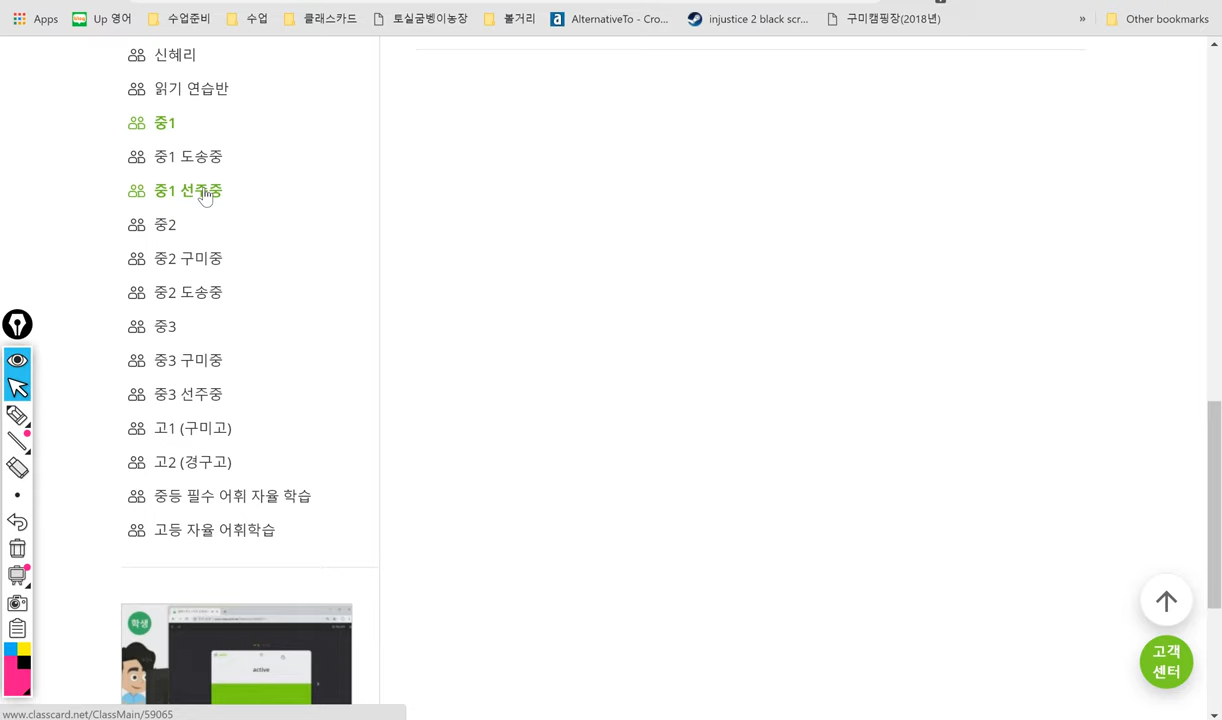 Apps Up 영어 수업준비 수업 클래스카드 토실굼벵이농장 볼거리 AlternativeTo - Cro... injustice 2 black scr... 구미캠핑장(2018년) » Other bookmarks
신혜리
읽기 연습반
중1
중1 도송중
중1 선주중
중2
중2 구미중
중2 도송중
중3
중3 구미중
중3 선주중
고1 (구미고)
고2 (경구고)
중등 필수 어휘 자율 학습
고등 자율 어휘학습
학생
active
고객
센터
www.classcard.net/ClassMain/59065